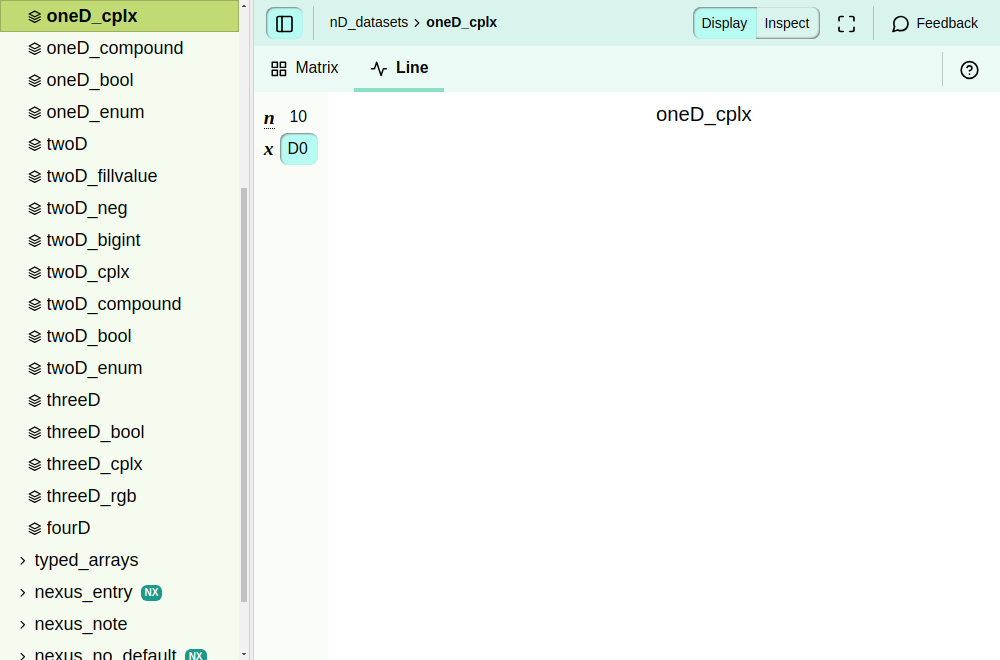 oneD_cplx
oneD_compound
oneD_bool
oneD_enum
twoD
twoD_fillvalue
twoD_neg
twoD_bigint
twoD_cplx
twoD_compound
twoD_bool
twoD_enum
threeD
threeD_bool
threeD_cplx
threeD_rgb
fourD
typed_arrays
nexus_entry NX
nexus_note
nexus_no_default NX
nD_datasets > oneD_cplx
Display Inspect
Feedback
Matrix Line
n 10
x D0
oneD_cplx